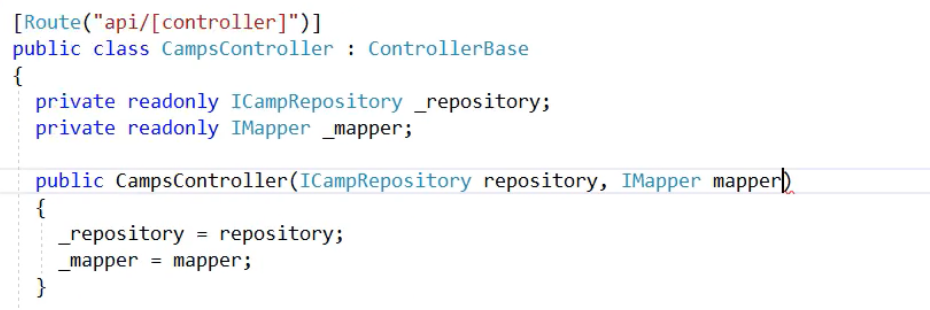 [Route("api/[controller]")]
public class CampsController : ControllerBase
{
private readonly ICampRepository _repository;
private readonly IMapper _mapper;
public CampsController(ICampRepository repository, IMapper mapper)
{
_repository = repository;
_mapper = mapper;
}